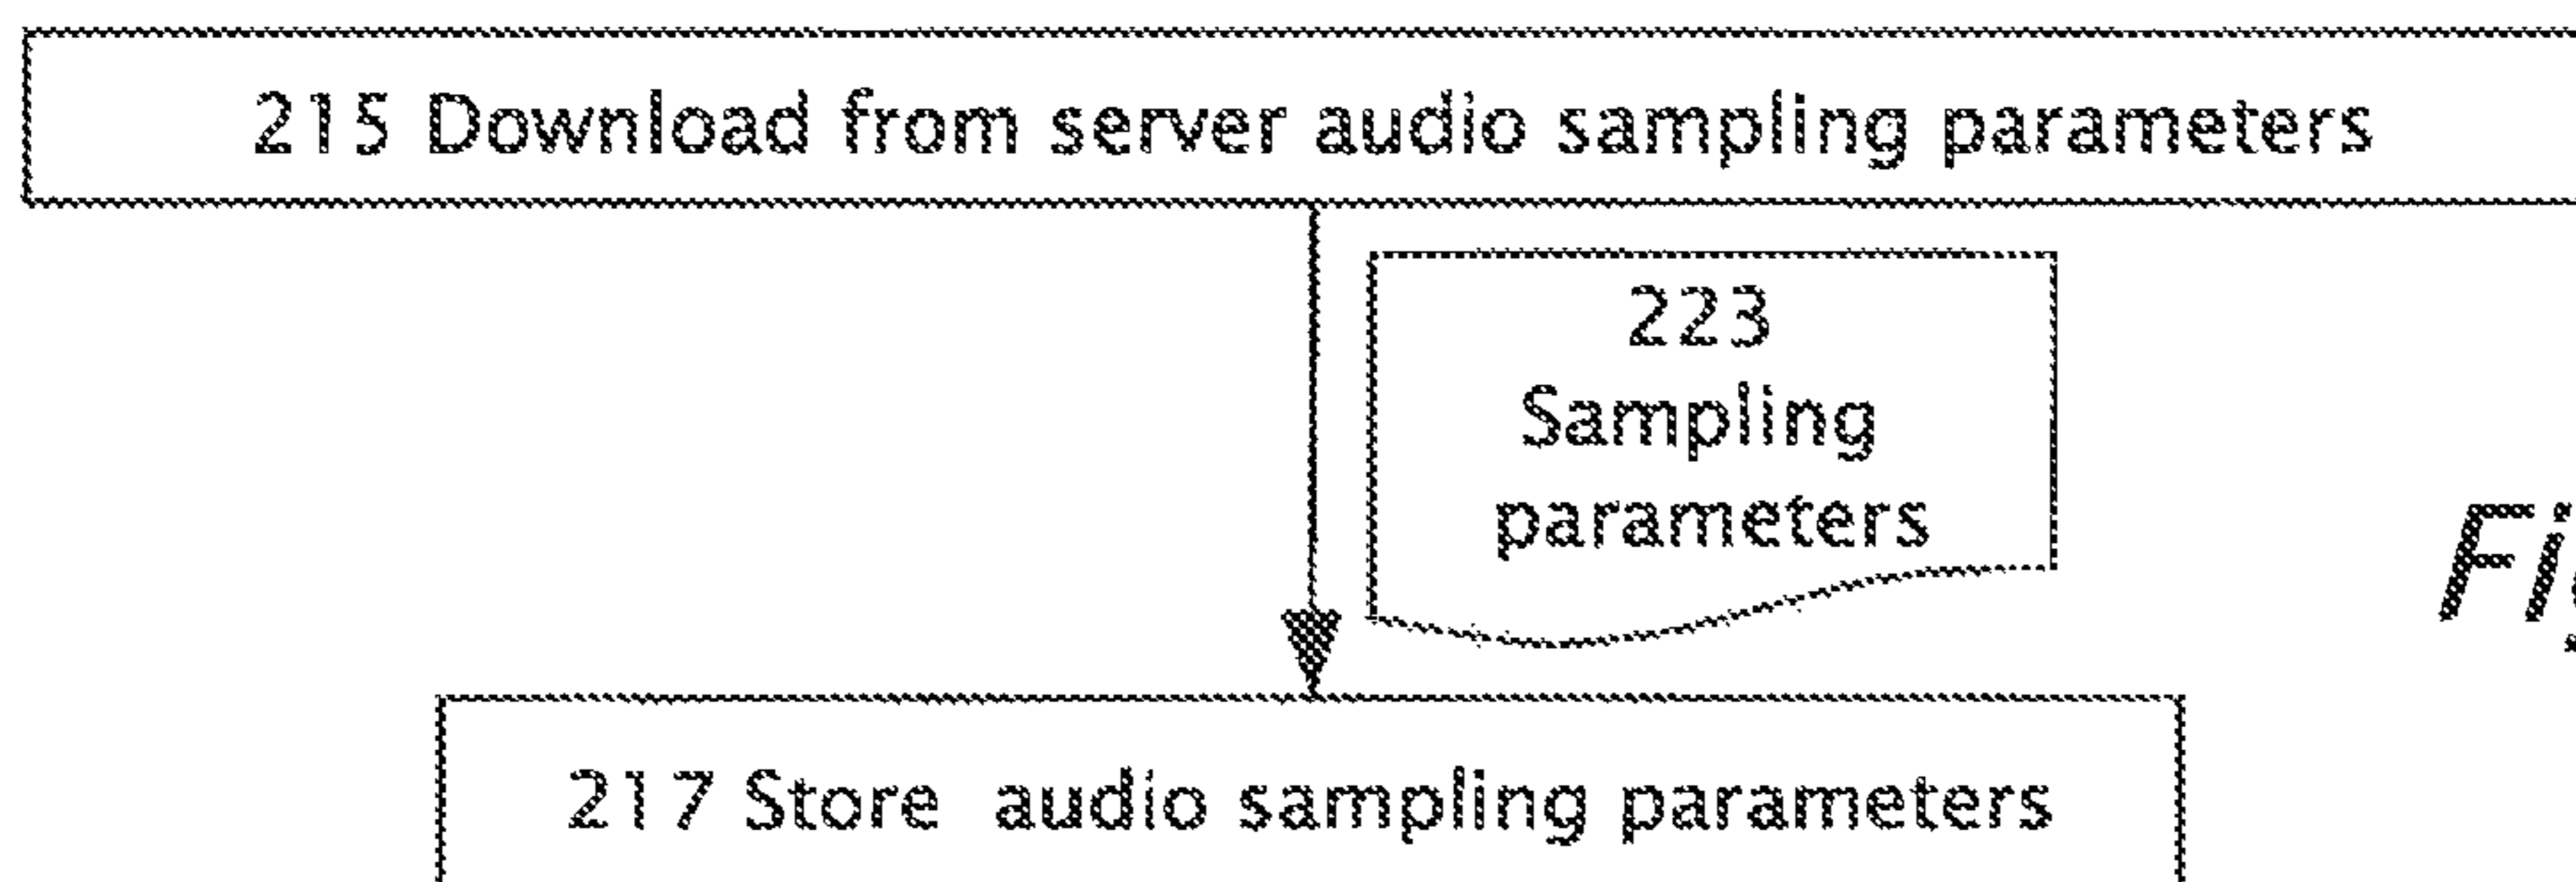 215 Download from server audio sampling parameters
223
Sampling
parameters
217 Store audio sampling parameters